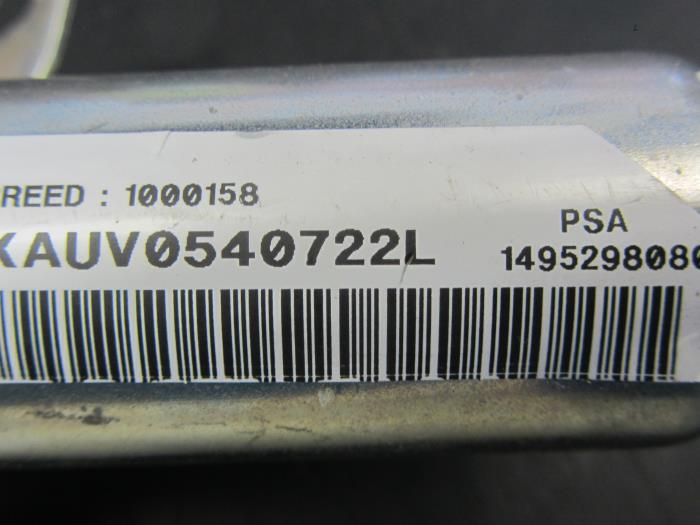 REED : 1000158
KAUV0540722L
PSA
1495298080